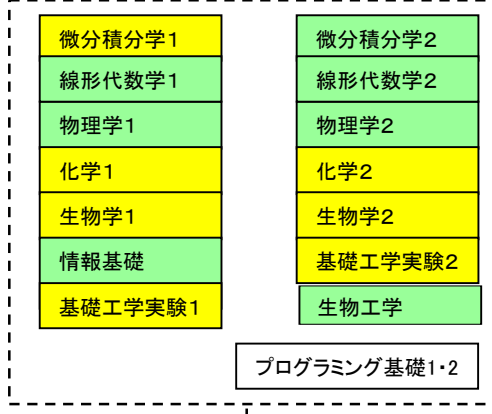 微分積分学1
線形代数学1
物理学1
化学1
生物学1
情報基礎
基礎工学実験1
微分積分学2
線形代数学2
物理学2
化学2
生物学2
基礎工学実験2
生物工学
プログラミング基礎1・2